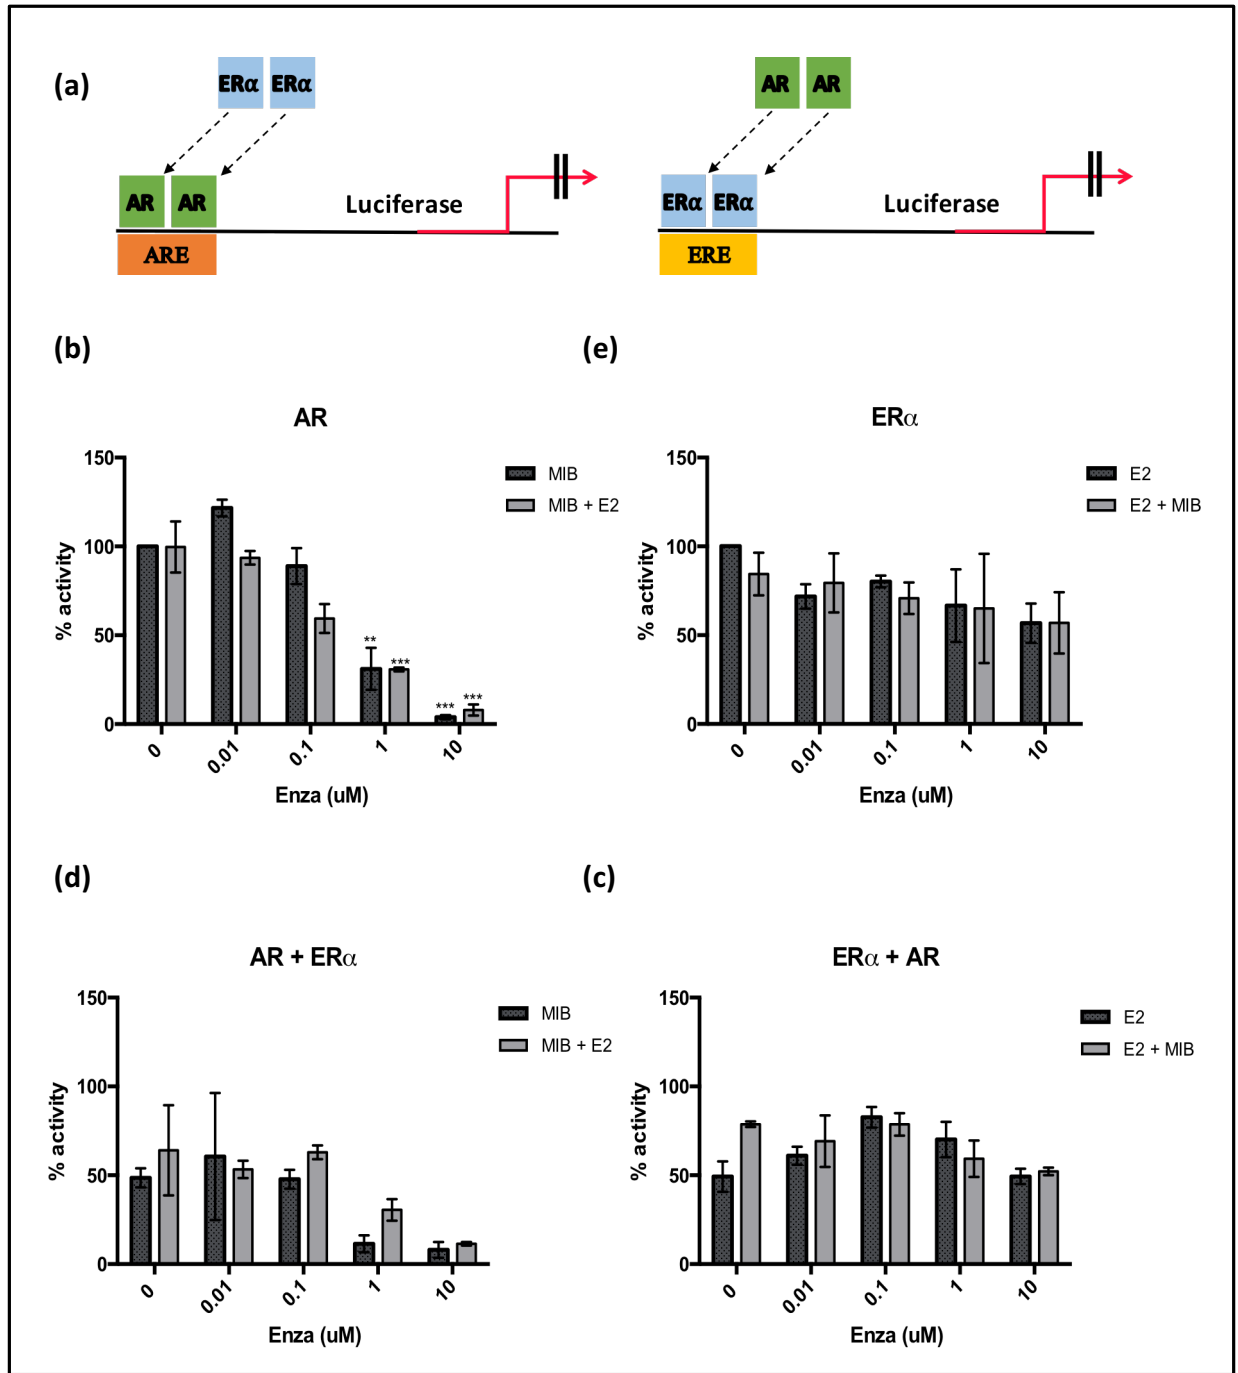 (a)
ERα ERα
AR AR
AR AR
Luciferase
ERα ERα
Luciferase
ARE
ERE
(b)
(e)
AR
MIB
MIB + E2
% activity
150
100
50
0
** *** *** ***
0 0.01 0.1 1 10
Enza (uM)
ERα
E2
E2 + MIB
% activity
150
100
50
0
0 0.01 0.1 1 10
Enza (uM)
(d)
(c)
AR + ERα
MIB
MIB + E2
% activity
150
100
50
0
0 0.01 0.1 1 10
Enza (uM)
ERα + AR
E2
E2 + MIB
% activity
150
100
50
0
0 0.01 0.1 1 10
Enza (uM)